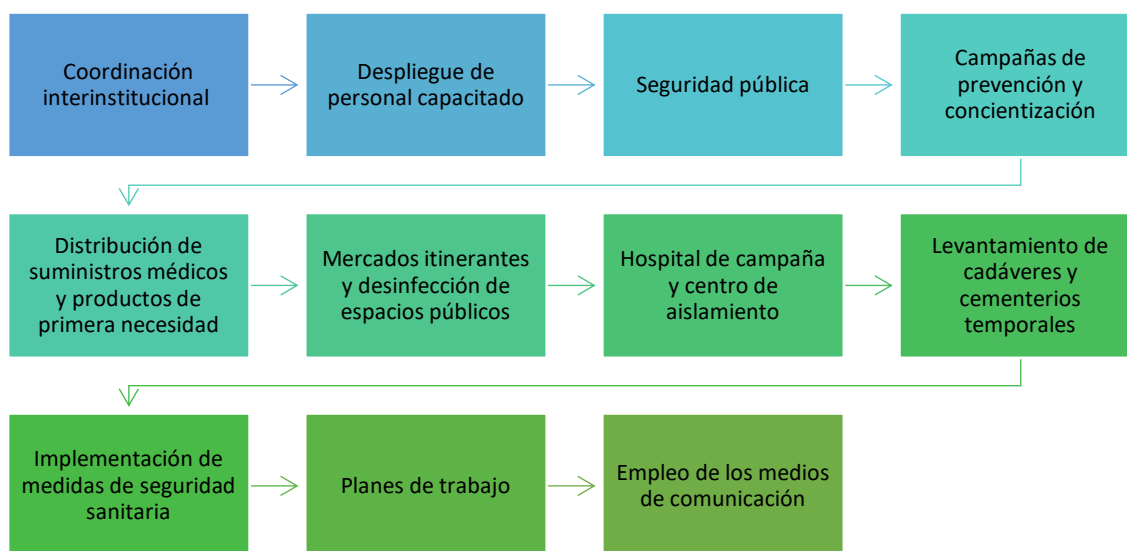 Coordinación
interinstitucional
Despliegue de
personal capacitado
Seguridad pública
Campañas de
prevención y
concientización
Distribución de
suministros médicos
y productos de
primera necesidad
Mercados itinerantes
y desinfección de
espacios públicos
Hospital de campaña
y centro de
aislamiento
Levantamiento de
cadáveres y
cementerios
temporales
Implementación de
medidas de seguridad
sanitaria
Planes de trabajo
Empleo de los medios
de comunicación